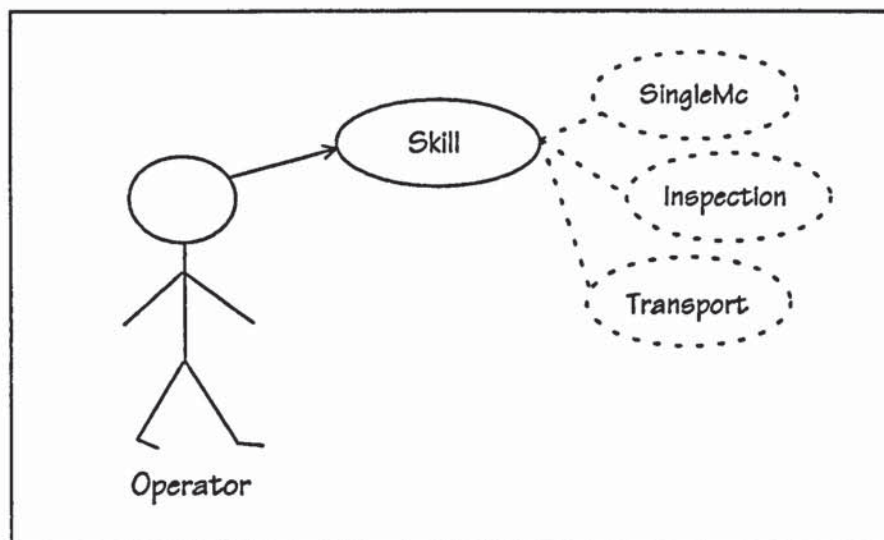 SingleMc
Skill
Inspection
Transport
Operator